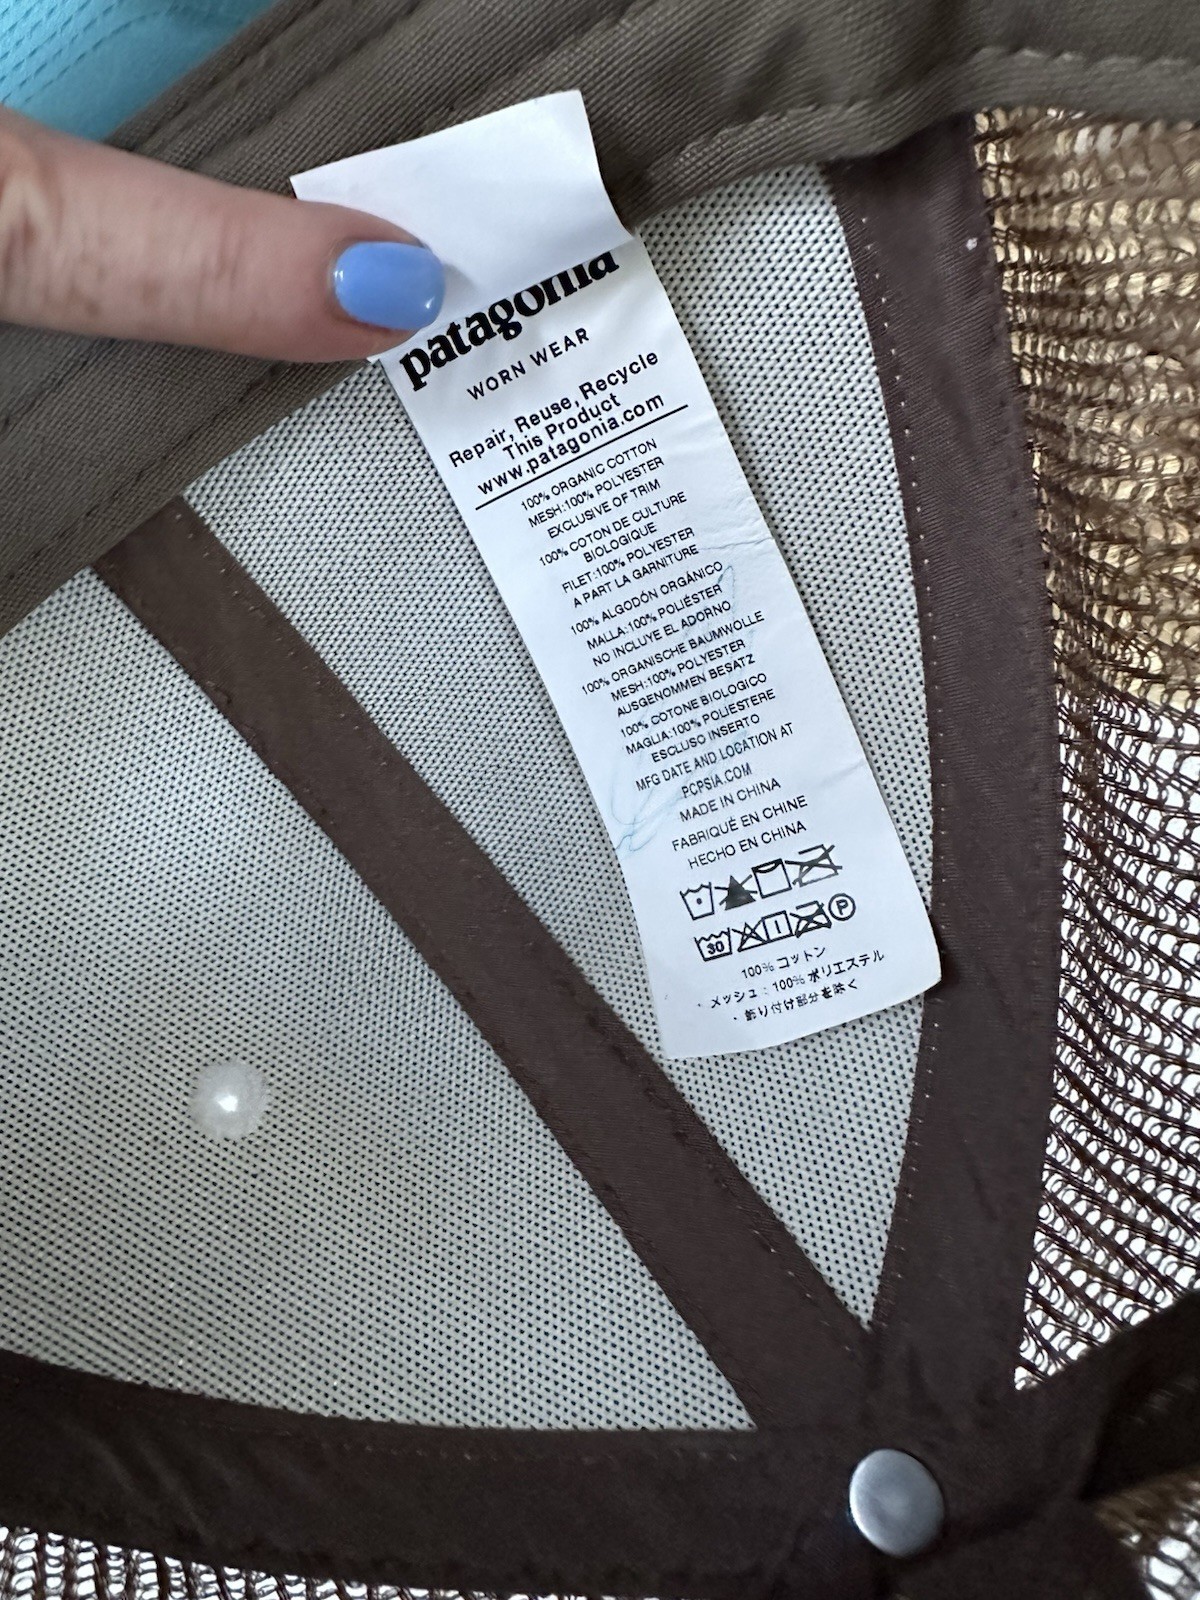 patagonia
WORN WEAR
Repair, Reuse, Recycle
This Product
www.patagonia.com
100% ORGANIC COTTON
MESH:100% POLYESTER
EXCLUSIVE OF TRIM
100% COTON DE CULTURE
BIOLOGIQUE
FILET:100% POLYESTER
A PART LA GARNITURE
100% ALGODÓN ORGÁNICO
MALLA:100% POLIÉSTER
NO INCLUYE EL ADORNO
100% ORGANISCHE BAUMWOLLE
MESH:100% POLYESTER
AUSGENOMMEN BESATZ
100% COTONE BIOLOGICO
MAGLIA:100% POLIESTERE
ESCLUSO INSERTO
MFG DATE AND LOCATION AT
PCPSIA.COM
MADE IN CHINA
FABRIQUÉ EN CHINE
HECHO EN CHINA
30 P
100% コットン
・メッシュ：100% ポリエステル
・飾り付け部分を除く